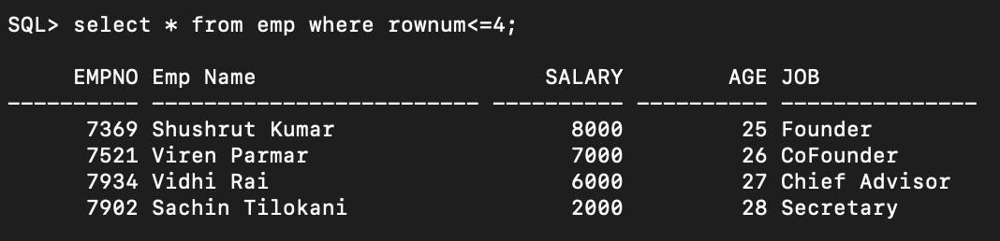 SQL> select * from emp where rownum<=4;
     EMPNO Emp Name                      SALARY        AGE JOB
---------- ------------------------- ---------- ---------- ---------------
      7369 Shushrut Kumar                  8000         25 Founder
      7521 Viren Parmar                    7000         26 CoFounder
      7934 Vidhi Rai                       6000         27 Chief Advisor
      7902 Sachin Tilokani                 2000         28 Secretary